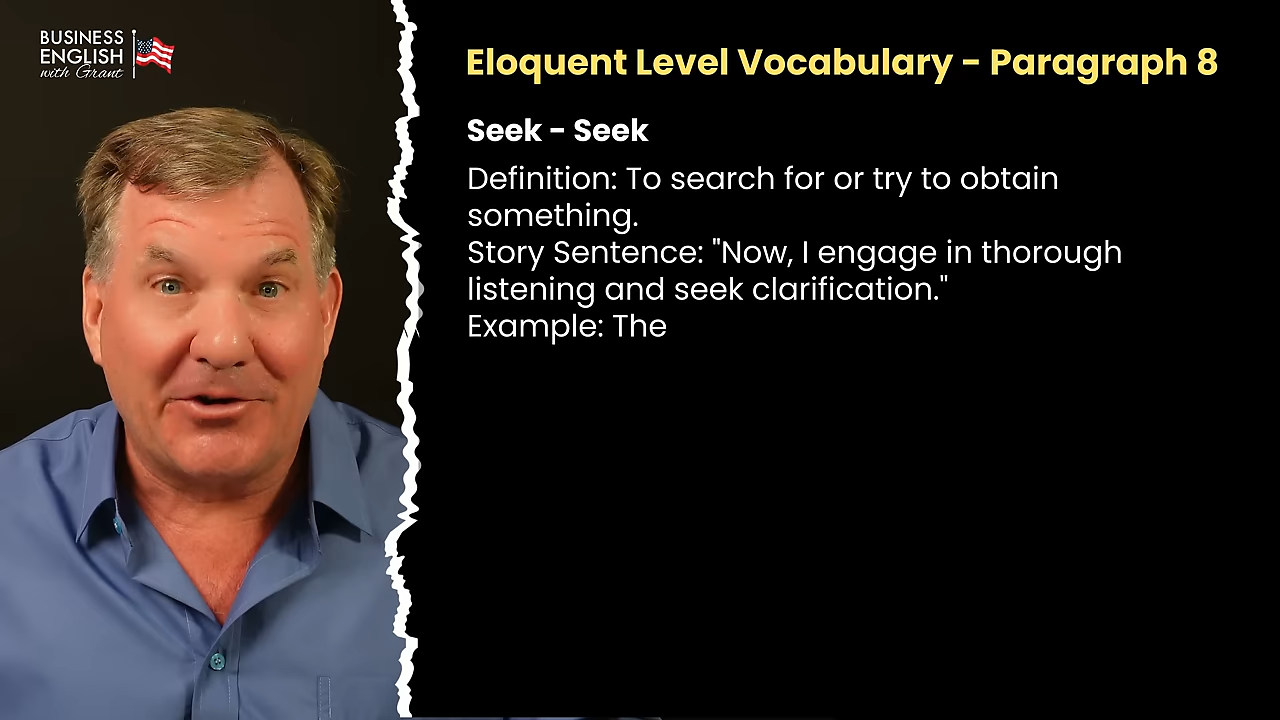 BUSINESS
ENGLISH
with Grant
Eloquent Level Vocabulary - Paragraph 8
Seek - Seek
Definition: To search for or try to obtain
something.
Story Sentence: "Now, I engage in thorough
listening and seek clarification."
Example: The